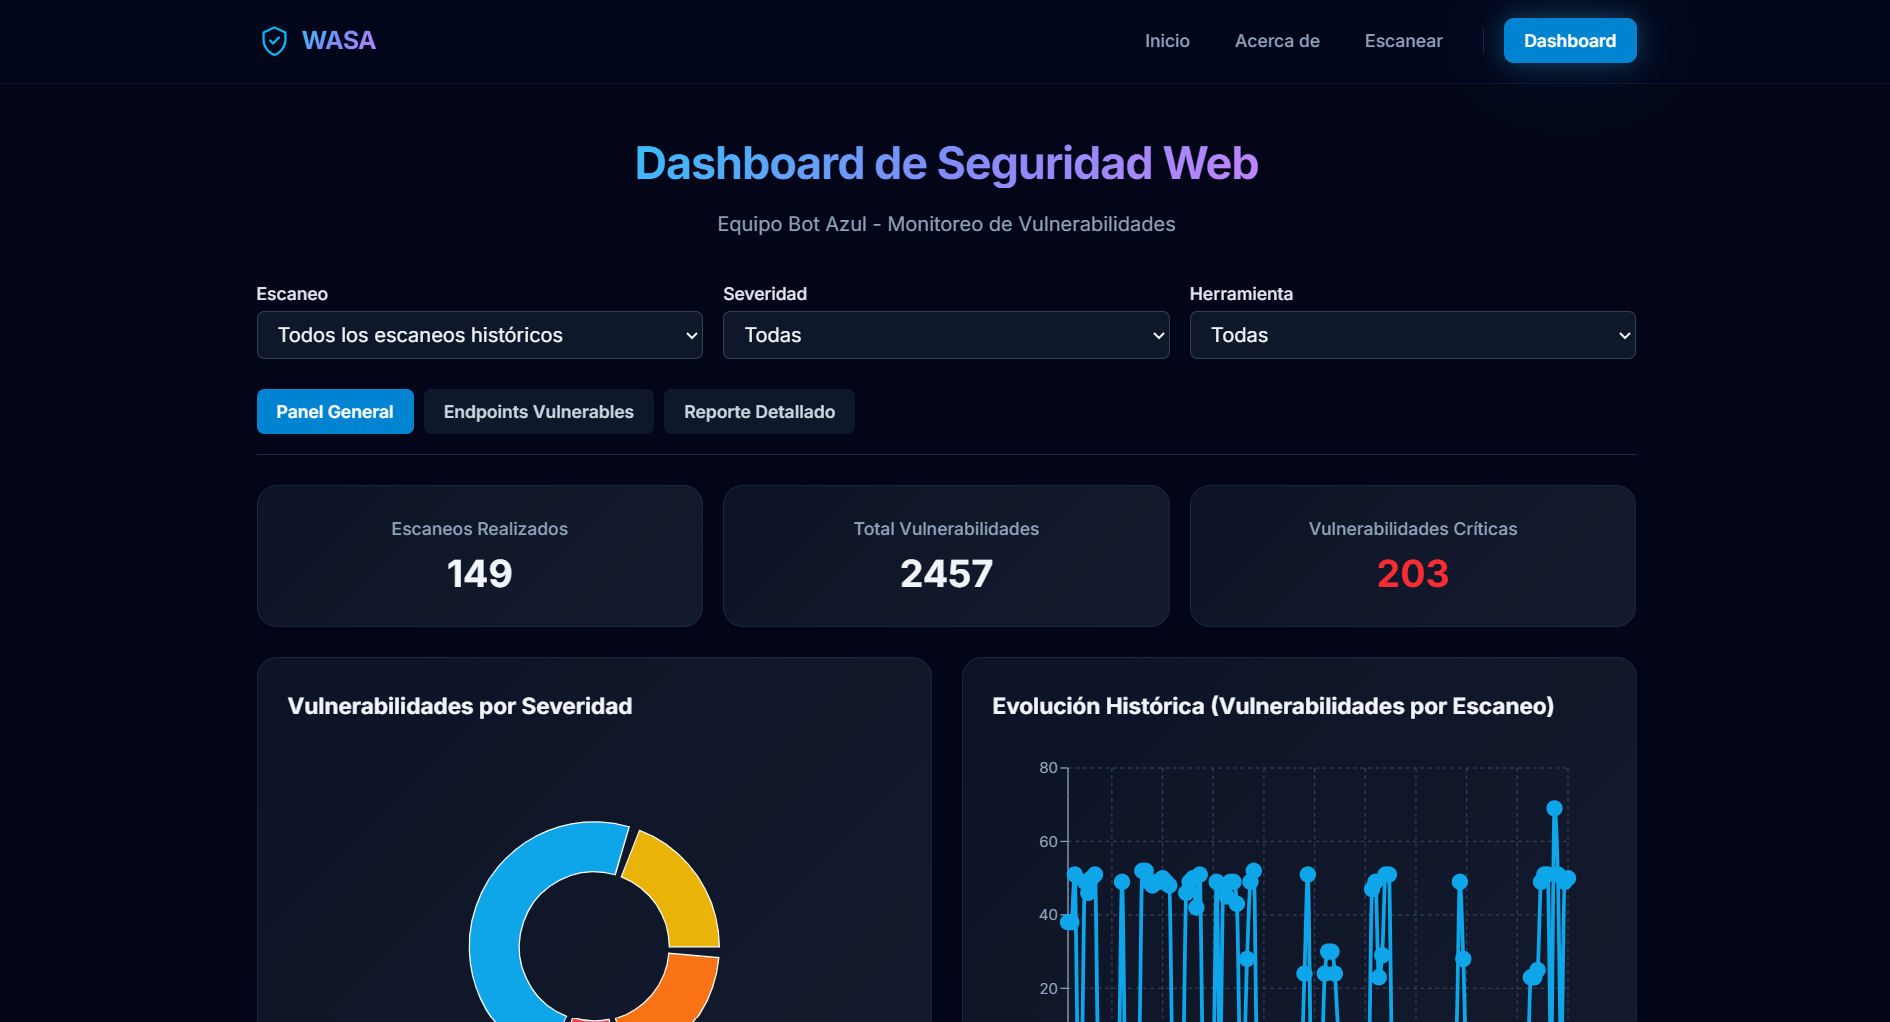 WASA
Inicio
Acerca de
Escanear
Dashboard
Dashboard de Seguridad Web
Equipo Bot Azul - Monitoreo de Vulnerabilidades
Escaneo
Todos los escaneos históricos
Severidad
Todas
Herramienta
Todas
Panel General
Endpoints Vulnerables
Reporte Detallado
Escaneos Realizados
149
Total Vulnerabilidades
2457
Vulnerabilidades Críticas
203
Vulnerabilidades por Severidad
Evolución Histórica (Vulnerabilidades por Escaneo)
80
60
40
20